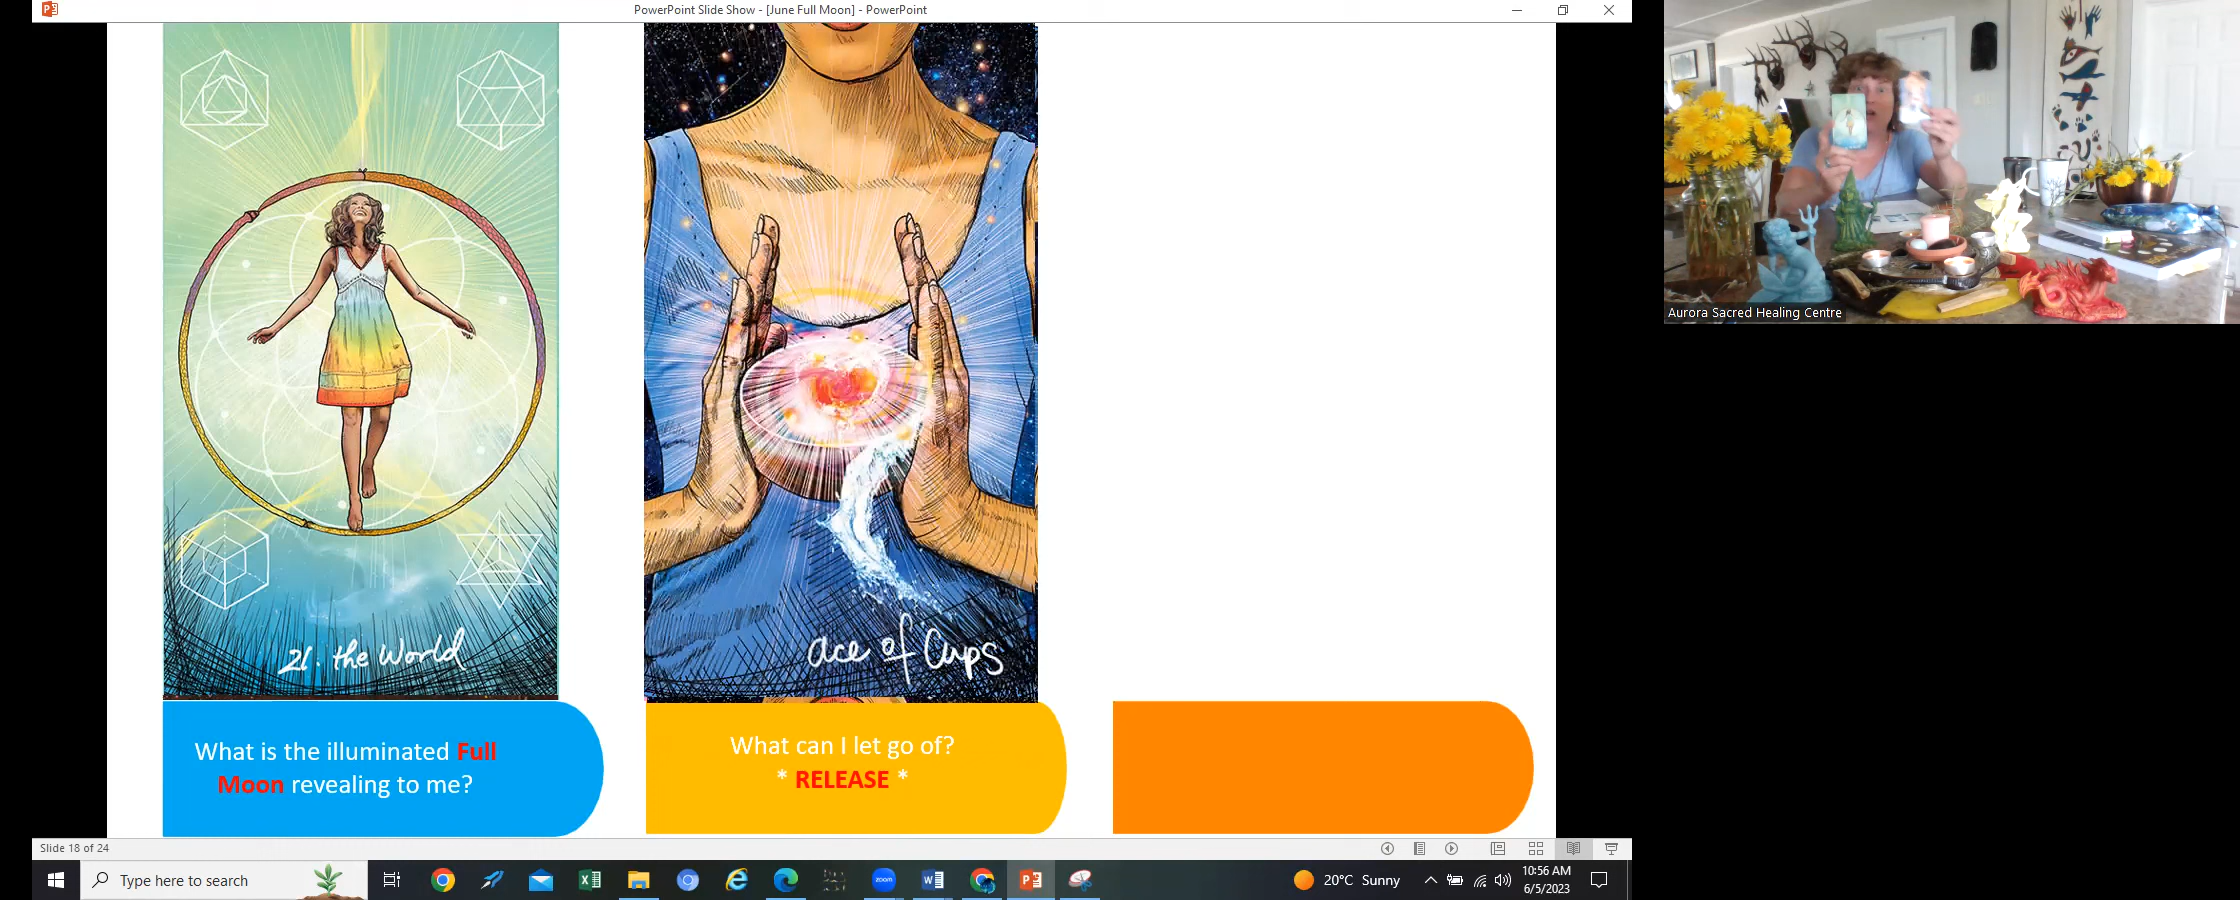 PowerPoint Slide Show - [June Full Moon] - PowerPoint
21. the World
ace of Cups
What is the illuminated Full
Moon revealing to me?
What can I let go of?
* RELEASE *
Aurora Sacred Healing Centre
Slide 18 of 24
Type here to search
zoom
20°C Sunny
10:56 AM
6/5/2023